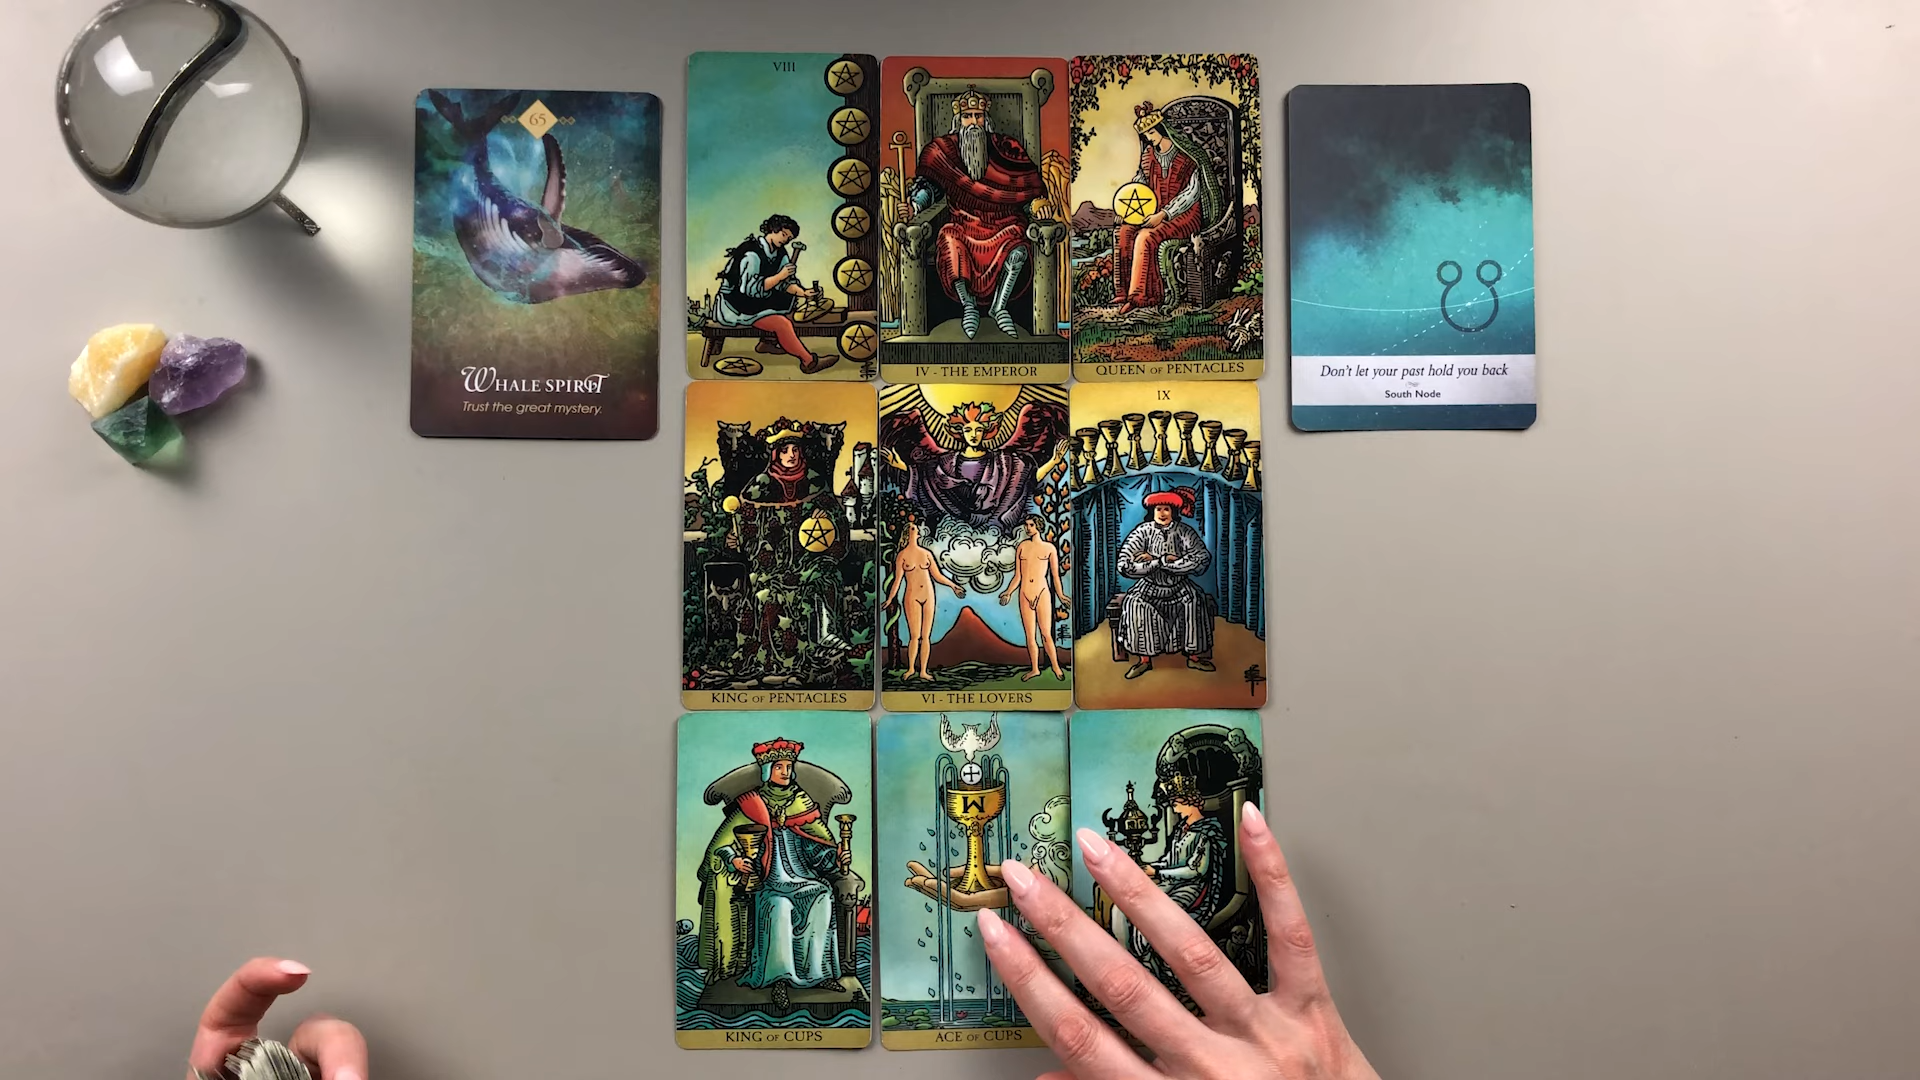 65
WHALE SPIRIT
Trust the great mystery.
VIII
IV - THE EMPEROR
QUEEN OF PENTACLES
Don't let your past hold you back
South Node
KING OF PENTACLES
VI - THE LOVERS
IX
KING OF CUPS
ACE OF CUPS